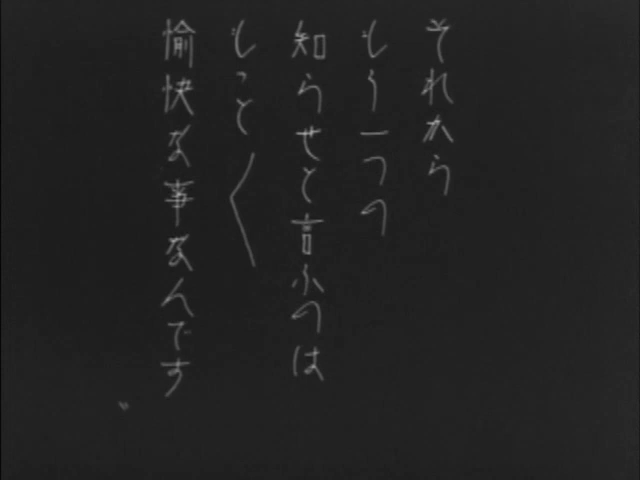 それから
もう一つの
知らせと言ふのは
もっと〱
愉快な事なんです
〟